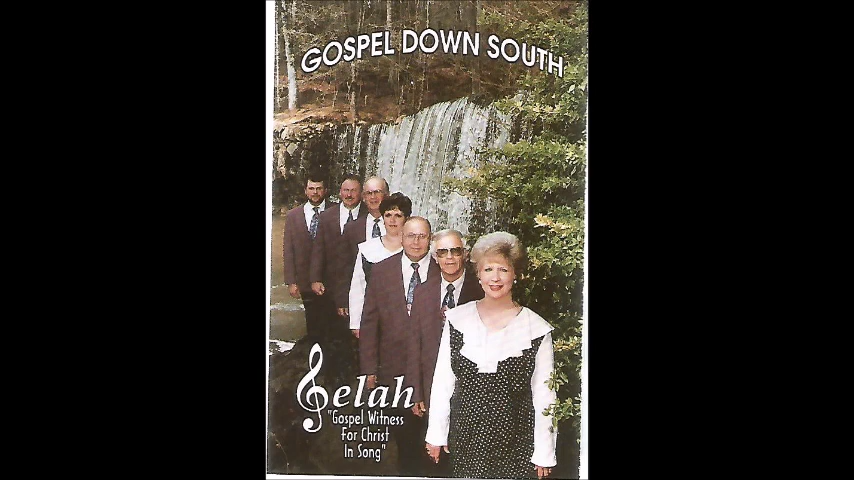 GOSPEL DOWN SOUTH
Selah
"Gospel Witness
For Christ
In Song"